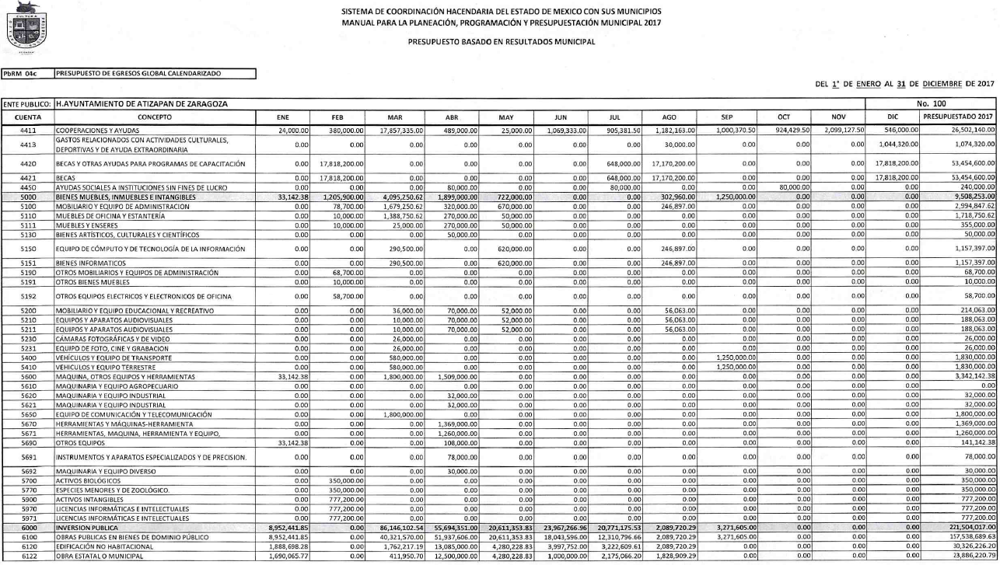 CULTURA
SISTEMA DE COORDINACIÓN HACENDARIA DEL ESTADO DE MEXICO CON SUS MUNICIPIOS
MANUAL PARA LA PLANEACIÓN, PROGRAMACIÓN Y PRESUPUESTACIÓN MUNICIPAL 2017
PRESUPUESTO BASADO EN RESULTADOS MUNICIPAL
PbRM 04c PRESUPUESTO DE EGRESOS GLOBAL CALENDARIZADO
DEL 1° DE ENERO AL 31 DE DICIEMBRE DE 2017
ENTE PUBLICO: H.AYUNTAMIENTO DE ATIZAPAN DE ZARAGOZA No. 100
CUENTA CONCEPTO ENE FEB MAR ABR MAY JUN JUL AGO SEP OCT NOV DIC PRESUPUESTADO 2017
4411 COOPERACIONES Y AYUDAS 24,000.00 380,000.00 17,857,335.00 489,000.00 25,000.00 1,069,333.00 905,381.50 1,182,163.00 1,000,370.50 924,429.50 2,099,127.50 546,000.00 26,502,140.00
4413 GASTOS RELACIONADOS CON ACTIVIDADES CULTURALES, DEPORTIVAS Y DE AYUDA EXTRAORDINARIA 0.00 0.00 0.00 0.00 0.00 0.00 0.00 30,000.00 0.00 0.00 0.00 1,044,320.00 1,074,320.00
4420 BECAS Y OTRAS AYUDAS PARA PROGRAMAS DE CAPACITACIÓN 0.00 17,818,200.00 0.00 0.00 0.00 0.00 648,000.00 17,170,200.00 0.00 0.00 0.00 17,818,200.00 53,454,600.00
4421 BECAS 0.00 17,818,200.00 0.00 0.00 0.00 0.00 648,000.00 17,170,200.00 0.00 0.00 0.00 17,818,200.00 53,454,600.00
4450 AYUDAS SOCIALES A INSTITUCIONES SIN FINES DE LUCRO 0.00 0.00 0.00 80,000.00 0.00 0.00 80,000.00 0.00 0.00 80,000.00 0.00 0.00 240,000.00
5000 BIENES MUEBLES, INMUEBLES E INTANGIBLES 33,142.38 1,205,900.00 4,095,250.62 1,899,000.00 722,000.00 0.00 0.00 302,960.00 1,250,000.00 0.00 0.00 0.00 9,508,253.00
5100 MOBILIARIO Y EQUIPO DE ADMINISTRACION 0.00 78,700.00 1,679,250.62 320,000.00 670,000.00 0.00 0.00 246,897.00 0.00 0.00 0.00 0.00 2,994,847.62
5110 MUEBLES DE OFICINA Y ESTANTERÍA 0.00 10,000.00 1,388,750.62 270,000.00 50,000.00 0.00 0.00 0.00 0.00 0.00 0.00 0.00 1,718,750.62
5111 MUEBLES Y ENSERES 0.00 10,000.00 25,000.00 270,000.00 50,000.00 0.00 0.00 0.00 0.00 0.00 0.00 0.00 355,000.00
5130 BIENES ARTÍSTICOS, CULTURALES Y CIENTÍFICOS 0.00 0.00 0.00 50,000.00 0.00 0.00 0.00 0.00 0.00 0.00 0.00 0.00 50,000.00
5150 EQUIPO DE CÓMPUTO Y DE TECNOLOGÍA DE LA INFORMACIÓN 0.00 0.00 290,500.00 0.00 620,000.00 0.00 0.00 246,897.00 0.00 0.00 0.00 0.00 1,157,397.00
5151 BIENES INFORMATICOS 0.00 0.00 290,500.00 0.00 620,000.00 0.00 0.00 246,897.00 0.00 0.00 0.00 0.00 1,157,397.00
5190 OTROS MOBILIARIOS Y EQUIPOS DE ADMINISTRACIÓN 0.00 68,700.00 0.00 0.00 0.00 0.00 0.00 0.00 0.00 0.00 0.00 0.00 68,700.00
5191 OTROS BIENES MUEBLES 0.00 10,000.00 0.00 0.00 0.00 0.00 0.00 0.00 0.00 0.00 0.00 0.00 10,000.00
5192 OTROS EQUIPOS ELECTRICOS Y ELECTRONICOS DE OFICINA 0.00 58,700.00 0.00 0.00 0.00 0.00 0.00 0.00 0.00 0.00 0.00 0.00 58,700.00
5200 MOBILIARIO Y EQUIPO EDUCACIONAL Y RECREATIVO 0.00 0.00 36,000.00 70,000.00 52,000.00 0.00 0.00 56,063.00 0.00 0.00 0.00 0.00 214,063.00
5210 EQUIPOS Y APARATOS AUDIOVISUALES 0.00 0.00 10,000.00 70,000.00 52,000.00 0.00 0.00 56,063.00 0.00 0.00 0.00 0.00 188,063.00
5211 EQUIPOS Y APARATOS AUDIOVISUALES 0.00 0.00 10,000.00 70,000.00 52,000.00 0.00 0.00 56,063.00 0.00 0.00 0.00 0.00 188,063.00
5230 CÁMARAS FOTOGRÁFICAS Y DE VIDEO 0.00 0.00 26,000.00 0.00 0.00 0.00 0.00 0.00 0.00 0.00 0.00 0.00 26,000.00
5231 EQUIPO DE FOTO, CINE Y GRABACION 0.00 0.00 26,000.00 0.00 0.00 0.00 0.00 0.00 0.00 0.00 0.00 0.00 26,000.00
5400 VEHÍCULOS Y EQUIPO DE TRANSPORTE 0.00 0.00 580,000.00 0.00 0.00 0.00 0.00 0.00 1,250,000.00 0.00 0.00 0.00 1,830,000.00
5410 VEHICULOS Y EQUIPO TERRESTRE 0.00 0.00 580,000.00 0.00 0.00 0.00 0.00 0.00 1,250,000.00 0.00 0.00 0.00 1,830,000.00
5600 MAQUINA, OTROS EQUIPOS Y HERRAMIENTAS 33,142.38 0.00 1,800,000.00 1,509,000.00 0.00 0.00 0.00 0.00 0.00 0.00 0.00 0.00 3,342,142.38
5610 MAQUINARIA Y EQUIPO AGROPECUARIO 0.00 0.00 0.00 0.00 0.00 0.00 0.00 0.00 0.00 0.00 0.00 0.00 0.00
5620 MAQUINARIA Y EQUIPO INDUSTRIAL 0.00 0.00 0.00 32,000.00 0.00 0.00 0.00 0.00 0.00 0.00 0.00 0.00 32,000.00
5621 MAQUINARIA Y EQUIPO INDUSTRIAL 0.00 0.00 0.00 32,000.00 0.00 0.00 0.00 0.00 0.00 0.00 0.00 0.00 32,000.00
5650 EQUIPO DE COMUNICACIÓN Y TELECOMUNICACIÓN 0.00 0.00 1,800,000.00 0.00 0.00 0.00 0.00 0.00 0.00 0.00 0.00 0.00 1,800,000.00
5670 HERRAMIENTAS Y MÁQUINAS-HERRAMIENTA 0.00 0.00 0.00 1,369,000.00 0.00 0.00 0.00 0.00 0.00 0.00 0.00 0.00 1,369,000.00
5671 HERRAMIENTAS, MAQUINA, HERRAMIENTA Y EQUIPO, 0.00 0.00 0.00 1,260,000.00 0.00 0.00 0.00 0.00 0.00 0.00 0.00 0.00 1,260,000.00
5690 OTROS EQUIPOS 33,142.38 0.00 0.00 108,000.00 0.00 0.00 0.00 0.00 0.00 0.00 0.00 0.00 141,142.38
5691 INSTRUMENTOS Y APARATOS ESPECIALIZADOS Y DE PRECISION. 0.00 0.00 0.00 78,000.00 0.00 0.00 0.00 0.00 0.00 0.00 0.00 0.00 78,000.00
5692 MAQUINARIA Y EQUIPO DIVERSO 0.00 0.00 0.00 30,000.00 0.00 0.00 0.00 0.00 0.00 0.00 0.00 0.00 30,000.00
5700 ACTIVOS BIOLÓGICOS 0.00 350,000.00 0.00 0.00 0.00 0.00 0.00 0.00 0.00 0.00 0.00 0.00 350,000.00
5770 ESPECIES MENORES Y DE ZOOLÓGICO. 0.00 350,000.00 0.00 0.00 0.00 0.00 0.00 0.00 0.00 0.00 0.00 0.00 350,000.00
5900 ACTIVOS INTANGIBLES 0.00 777,200.00 0.00 0.00 0.00 0.00 0.00 0.00 0.00 0.00 0.00 0.00 777,200.00
5970 LICENCIAS INFORMÁTICAS E INTELECTUALES 0.00 777,200.00 0.00 0.00 0.00 0.00 0.00 0.00 0.00 0.00 0.00 0.00 777,200.00
5971 LICENCIAS INFORMÁTICAS E INTELECTUALES 0.00 777,200.00 0.00 0.00 0.00 0.00 0.00 0.00 0.00 0.00 0.00 0.00 777,200.00
6000 INVERSION PUBLICA 8,952,441.85 0.00 86,146,102.54 55,694,351.00 20,611,353.83 23,967,266.96 20,771,175.53 2,089,720.29 3,271,605.00 0.00 0.00 0.00 221,504,017.00
6100 OBRAS PUBLICAS EN BIENES DE DOMINIO PÚBLICO 8,952,441.85 0.00 40,321,570.00 51,937,606.00 20,611,353.83 18,043,596.00 12,310,796.66 2,089,720.29 3,271,605.00 0.00 0.00 0.00 157,538,689.63
6120 EDIFICACIÓN NO HABITACIONAL 1,888,698.28 0.00 1,762,217.19 13,085,000.00 4,280,228.83 3,997,752.00 3,222,609.61 2,089,720.29 0.00 0.00 0.00 0.00 30,326,226.20
6122 OBRA ESTATAL O MUNICIPAL 1,690,065.77 0.00 411,950.70 12,500,000.00 4,280,228.83 1,000,000.00 2,175,066.20 1,828,909.29 0.00 0.00 0.00 0.00 23,886,220.79